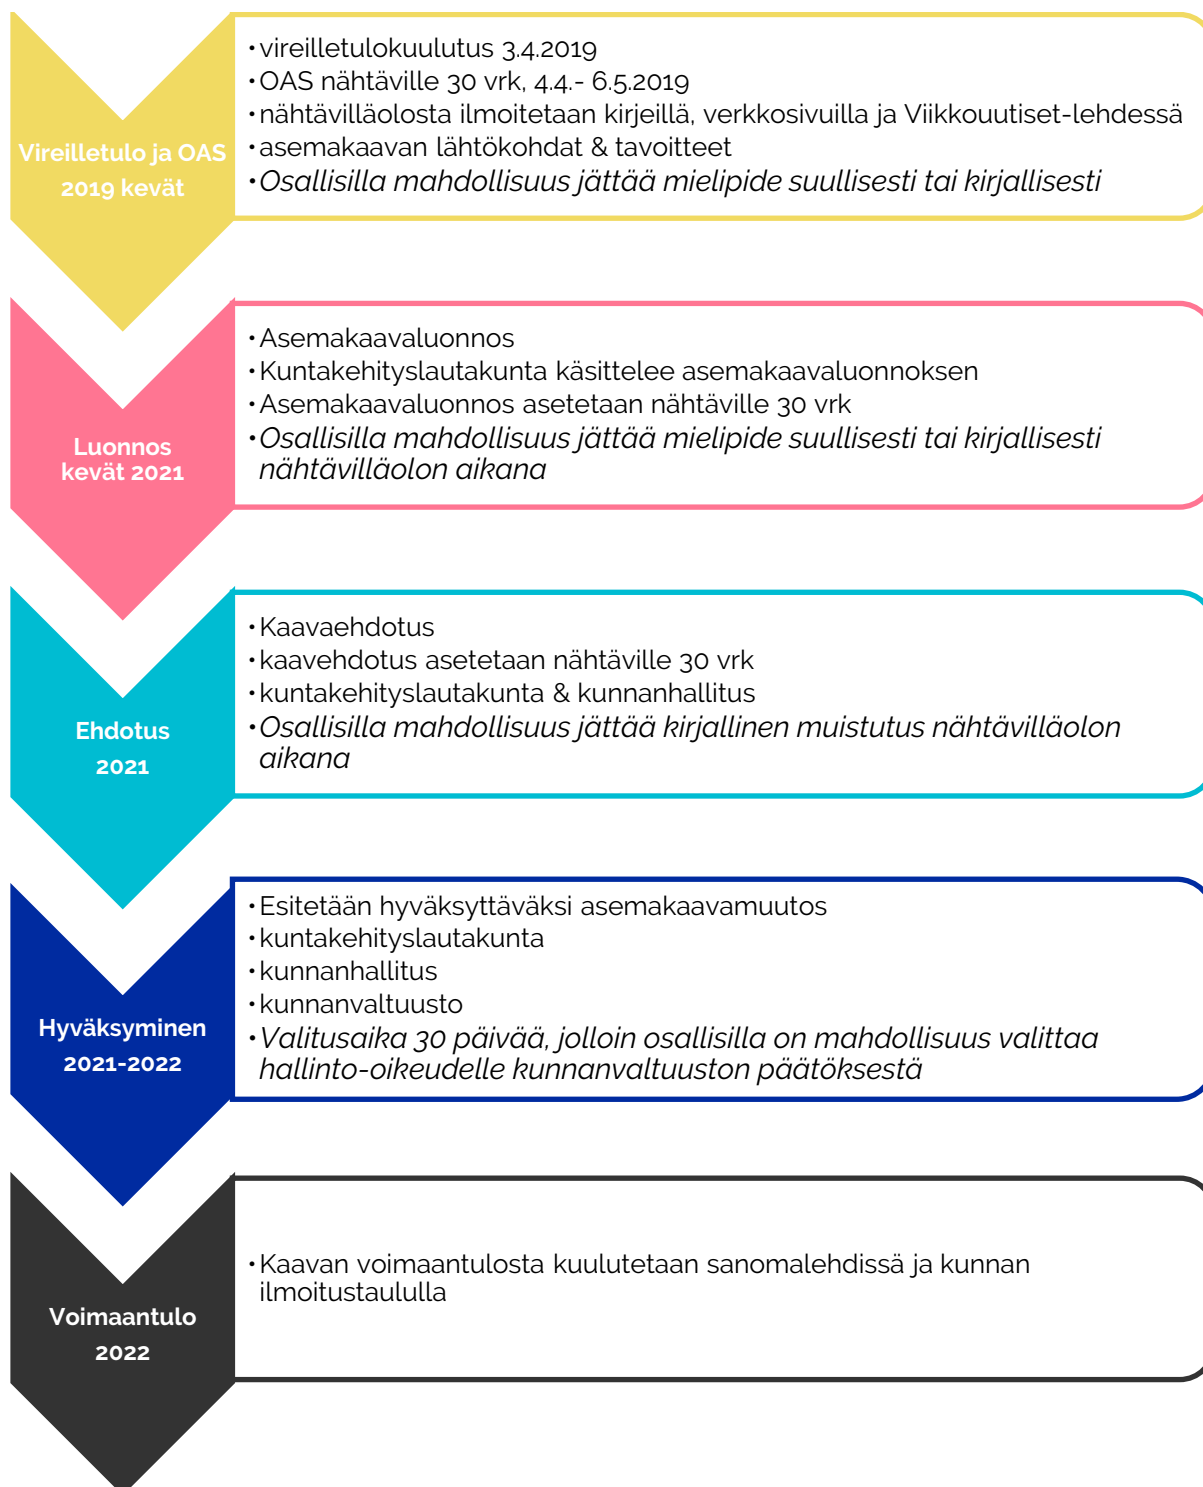 Vireilletulo ja OAS
2019 kevät
•vireilletulokuulutus 3.4.2019
•OAS nähtäville 30 vrk, 4.4.- 6.5.2019
•nähtävilläolosta ilmoitetaan kirjeillä, verkkosivuilla ja Viikkouutiset-lehdessä
•asemakaavan lähtökohdat & tavoitteet
•Osallisilla mahdollisuus jättää mielipide suullisesti tai kirjallisesti
Luonnos
kevät 2021
•Asemakaavaluonnos
•Kuntakehityslautakunta käsittelee asemakaavaluonnoksen
•Asemakaavaluonnos asetetaan nähtäville 30 vrk
•Osallisilla mahdollisuus jättää mielipide suullisesti tai kirjallisesti
nähtävilläolon aikana
Ehdotus
2021
•Kaavaehdotus
•kaavehdotus asetetaan nähtäville 30 vrk
•kuntakehityslautakunta & kunnanhallitus
•Osallisilla mahdollisuus jättää kirjallinen muistutus nähtävilläolon
aikana
Hyväksyminen
2021-2022
•Esitetään hyväksyttäväksi asemakaavamuutos
•kuntakehityslautakunta
•kunnanhallitus
•kunnanvaltuusto
•Valitusaika 30 päivää, jolloin osallisilla on mahdollisuus valittaa
hallinto-oikeudelle kunnanvaltuuston päätöksestä
Voimaantulo
2022
•Kaavan voimaantulosta kuulutetaan sanomalehdissä ja kunnan
ilmoitustaululla